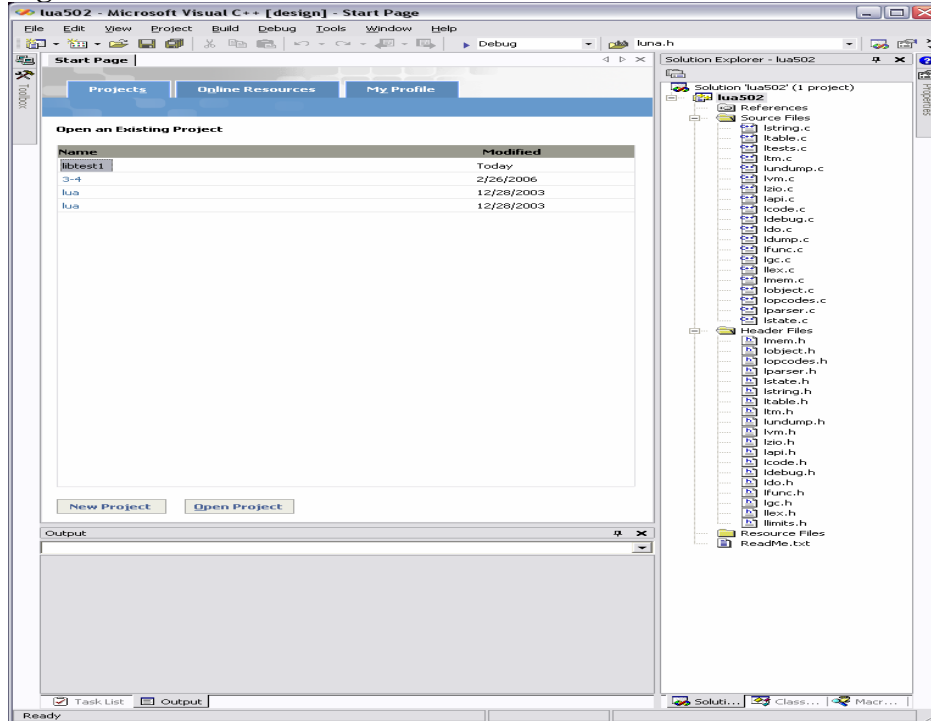 lua502 - Microsoft Visual C++ [design] - Start Page
File Edit View Project Build Debug Tools Window Help
Debug luna.h
Toolbox
Start Page
Projects Online Resources My Profile
Open an Existing Project
Name Modified
libtest1 Today
3-4 2/26/2006
lua 12/28/2003
lua 12/28/2003
New Project Open Project
Output
Task List Output
Ready
Solution Explorer - lua502
Solution 'lua502' (1 project)
lua502
References
Source Files
lstring.c
ltable.c
ltests.c
ltm.c
lundump.c
lvm.c
lzio.c
lapi.c
lcode.c
ldebug.c
ldo.c
ldump.c
lfunc.c
lgc.c
llex.c
lmem.c
lobject.c
lopcodes.c
lparser.c
lstate.c
Header Files
lmem.h
lobject.h
lopcodes.h
lparser.h
lstate.h
lstring.h
ltable.h
ltm.h
lundump.h
lvm.h
lzio.h
lapi.h
lcode.h
ldebug.h
ldo.h
lfunc.h
lgc.h
llex.h
llimits.h
Resource Files
ReadMe.txt
Soluti... Class... Macr...
Properties